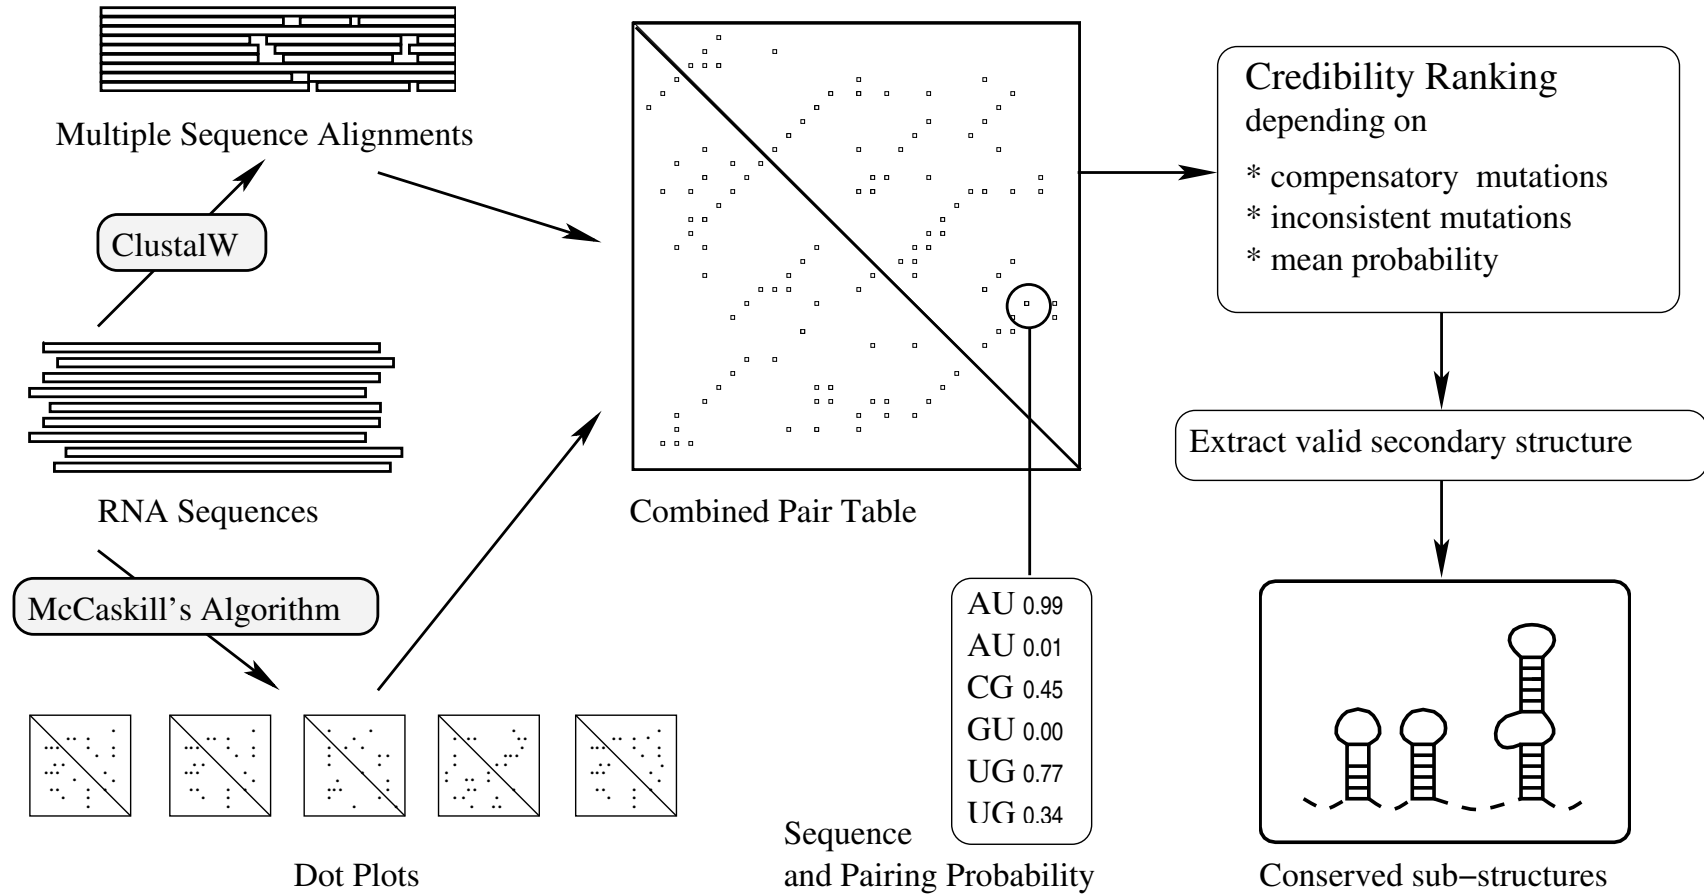 Multiple Sequence Alignments
ClustalW
RNA Sequences
McCaskill's Algorithm
Dot Plots
Combined Pair Table
AU 0.99
AU 0.01
CG 0.45
GU 0.00
UG 0.77
UG 0.34
Sequence
and Pairing Probability
Credibility Ranking
depending on
* compensatory mutations
* inconsistent mutations
* mean probability
Extract valid secondary structure
Conserved sub−structures